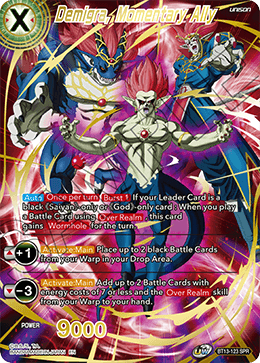 X
Demigra, Momentary Ally
UNISON
Auto Once per turn Burst 1 If your Leader Card is a
black ‹Saiyan›-only or ‹God›-only card: When you play
a Battle Card using Over Realm, this card
gains Wormhole for the turn.
+1 Activate:Main Place up to 2 black Battle Cards
from your Warp in your Drop Area.
-3 Activate:Main Add up to 2 Battle Cards with
energy costs of 7 or less and the Over Realm skill
from your Warp to your hand.
POWER 9000
BT13-123 SPR